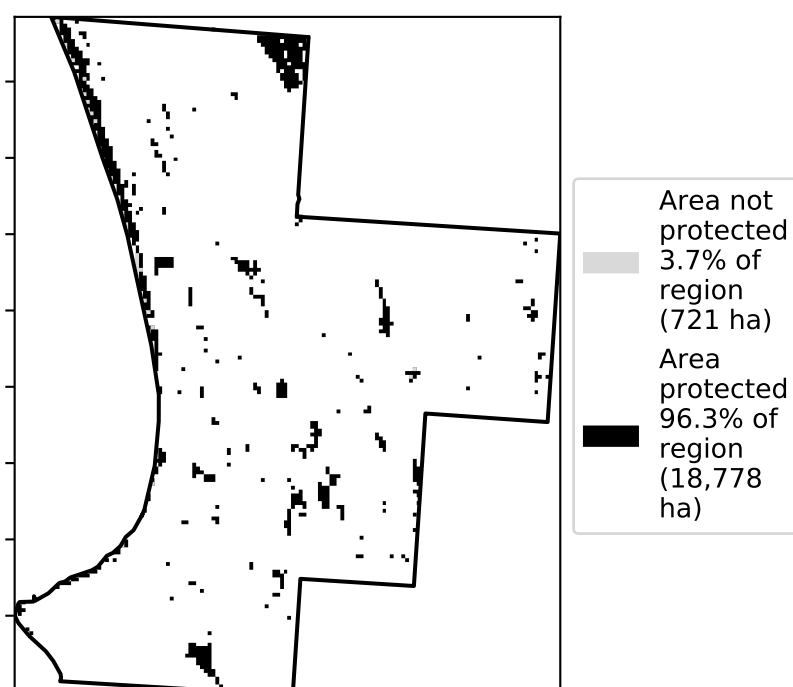 Area not
protected
3.7% of
region
(721 ha)
Area
protected
96.3% of
region
(18,778
ha)